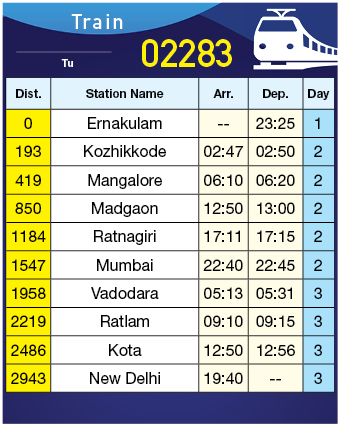 Train
Tu
02283
Dist. Station Name Arr. Dep. Day
0 Ernakulam -- 23:25 1
193 Kozhikkode 02:47 02:50 2
419 Mangalore 06:10 06:20 2
850 Madgaon 12:50 13:00 2
1184 Ratnagiri 17:11 17:15 2
1547 Mumbai 22:40 22:45 2
1958 Vadodara 05:13 05:31 3
2219 Ratlam 09:10 09:15 3
2486 Kota 12:50 12:56 3
2943 New Delhi 19:40 -- 3